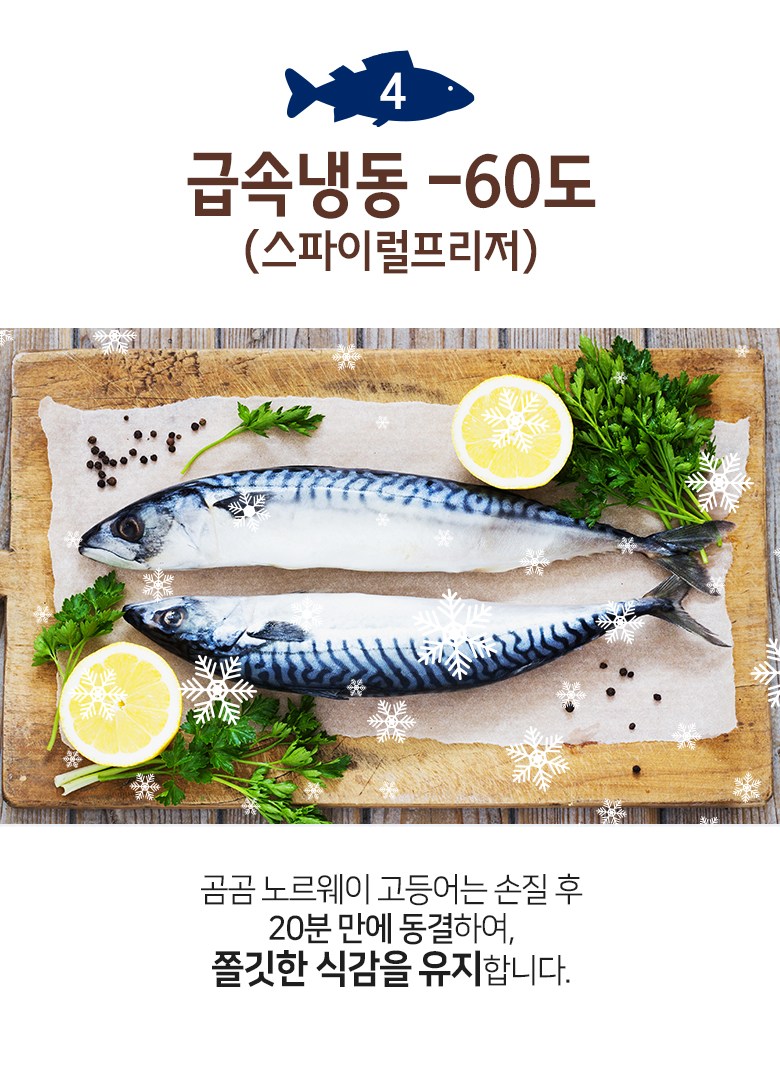 4
급속냉동 -60도
(스파이럴프리저)
곰곰 노르웨이 고등어는 손질 후
20분 만에 동결하여,
쫄깃한 식감을 유지합니다.